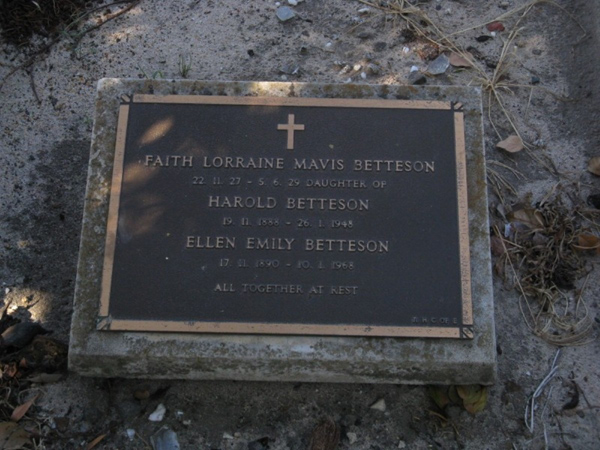 FAITH LORRAINE MAVIS BETTESON
22. 11. 27 - 5. 6. 29 DAUGHTER OF
HAROLD BETTESON
19. 11. 1888 - 26. 1. 1948
ELLEN EMILY BETTESON
17. 11. 1890 - 10. 1. 1968
ALL TOGETHER AT REST